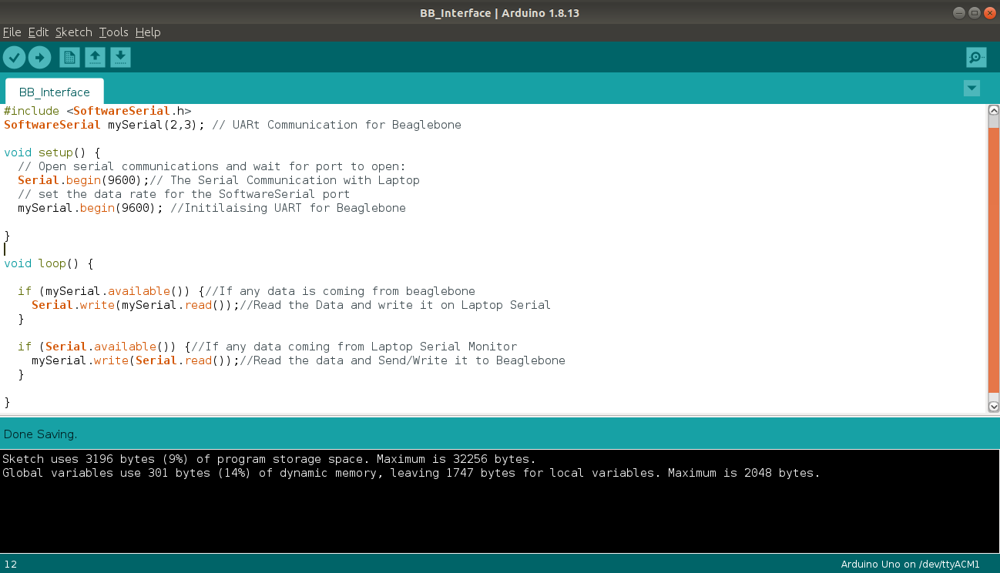 BB_Interface | Arduino 1.8.13
File Edit Sketch Tools Help
BB_Interface
#include <SoftwareSerial.h>
SoftwareSerial mySerial(2,3); // UARt Communication for Beaglebone
void setup() {
// Open serial communications and wait for port to open:
Serial.begin(9600);// The Serial Communication with Laptop
// set the data rate for the SoftwareSerial port
mySerial.begin(9600); //Initilaising UART for Beaglebone
}
void loop() {
if (mySerial.available()) {//If any data is coming from beaglebone
Serial.write(mySerial.read());//Read the Data and write it on Laptop Serial
}
if (Serial.available()) {//If any data coming from Laptop Serial Monitor
mySerial.write(Serial.read());//Read the data and Send/Write it to Beaglebone
}
}
Done Saving.
Sketch uses 3196 bytes (9%) of program storage space. Maximum is 32256 bytes.
Global variables use 301 bytes (14%) of dynamic memory, leaving 1747 bytes for local variables. Maximum is 2048 bytes.
12 Arduino Uno on /dev/ttyACM1